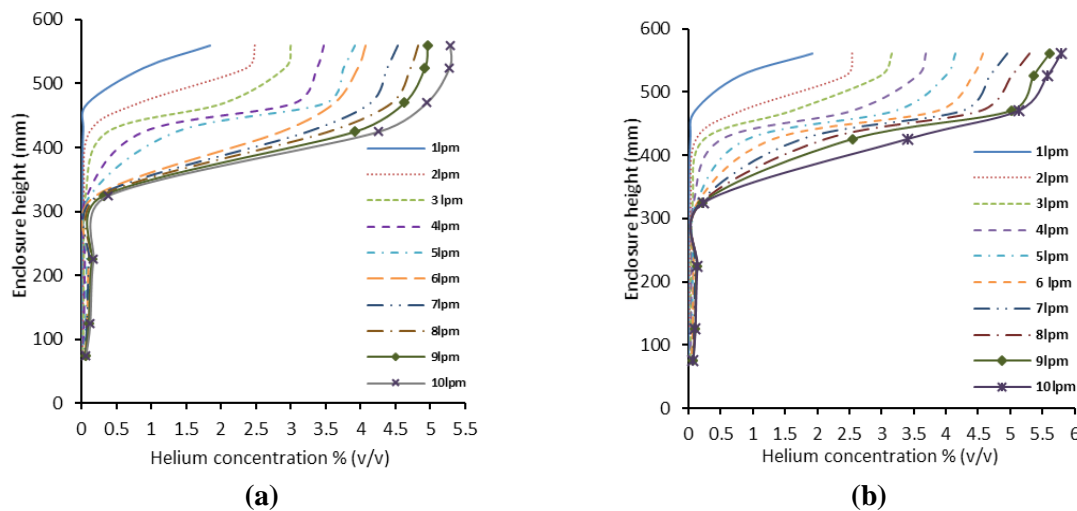 600
500
400
300
200
100
0
Enclosure height (mm)
1lpm
2lpm
3 lpm
4lpm
5lpm
6lpm
7lpm
8lpm
9lpm
10lpm
0 0.5 1 1.5 2 2.5 3 3.5 4 4.5 5 5.5
Helium concentration % (v/v)
(a)
600
500
400
300
200
100
0
Enclosure height (mm)
1lpm
2lpm
3lpm
4lpm
5lpm
6 lpm
7lpm
8lpm
9lpm
10lpm
0 0.5 1 1.5 2 2.5 3 3.5 4 4.5 5 5.5 6
Helium concentration % (v/v)
(b)